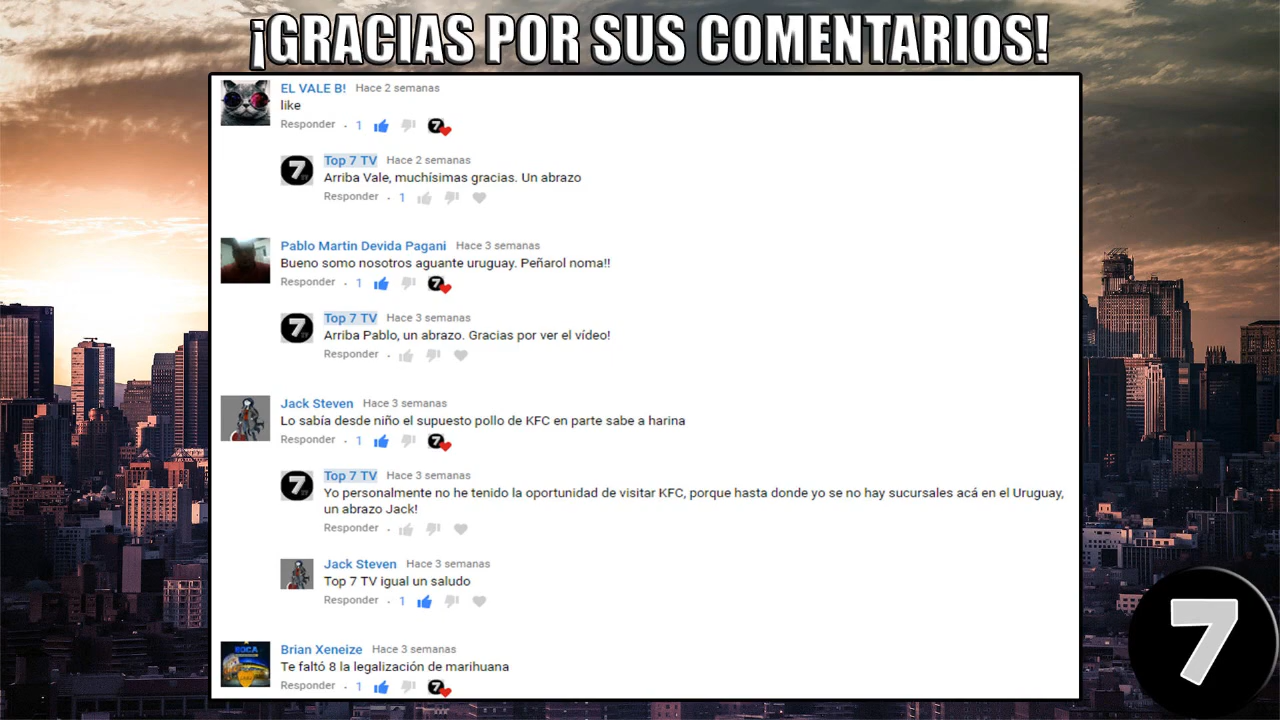 ¡GRACIAS POR SUS COMENTARIOS!
EL VALE B! Hace 2 semanas
like
Responder · 1
7
Top 7 TV Hace 2 semanas
Arriba Vale, muchísimas gracias. Un abrazo
Responder · 1
Pablo Martin Devida Pagani Hace 3 semanas
Bueno somo nosotros aguante uruguay. Peñarol noma!!
Responder · 1
7
Top 7 TV Hace 3 semanas
Arriba Pablo, un abrazo. Gracias por ver el vídeo!
Responder ·
Jack Steven Hace 3 semanas
Lo sabía desde niño el supuesto pollo de KFC en parte sabe a harina
Responder · 1
7
Top 7 TV Hace 3 semanas
Yo personalmente no he tenido la oportunidad de visitar KFC, porque hasta donde yo se no hay sucursales acá en el Uruguay,
un abrazo Jack!
Responder ·
Jack Steven Hace 3 semanas
Top 7 TV igual un saludo
Responder · 1
BOCA
Brian Xeneize Hace 3 semanas
Te faltó 8 la legalización de marihuana
Responder · 1
7